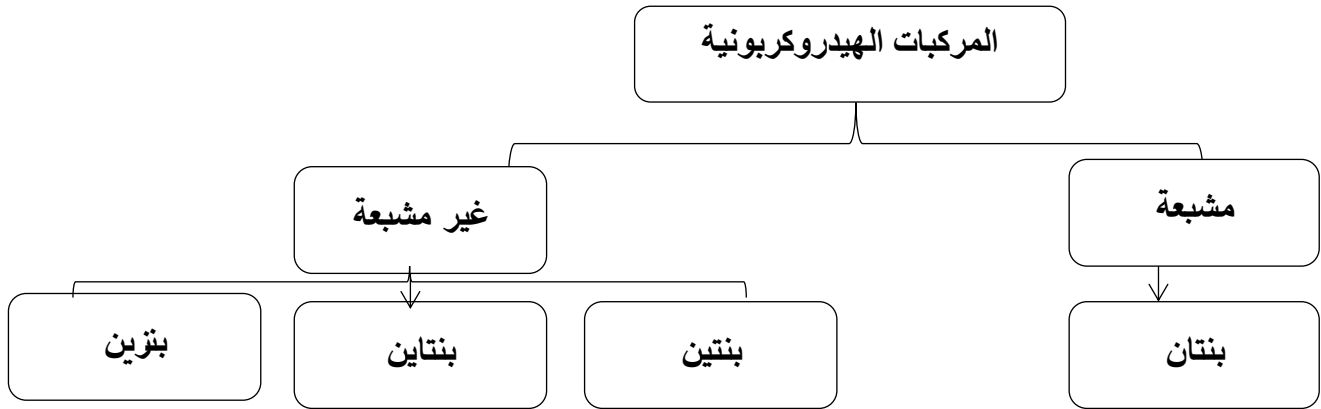 المركبات الهيدروكربونية
مشبعة
غير مشبعة
بنتان
بنتين
بنتاين
بنزين